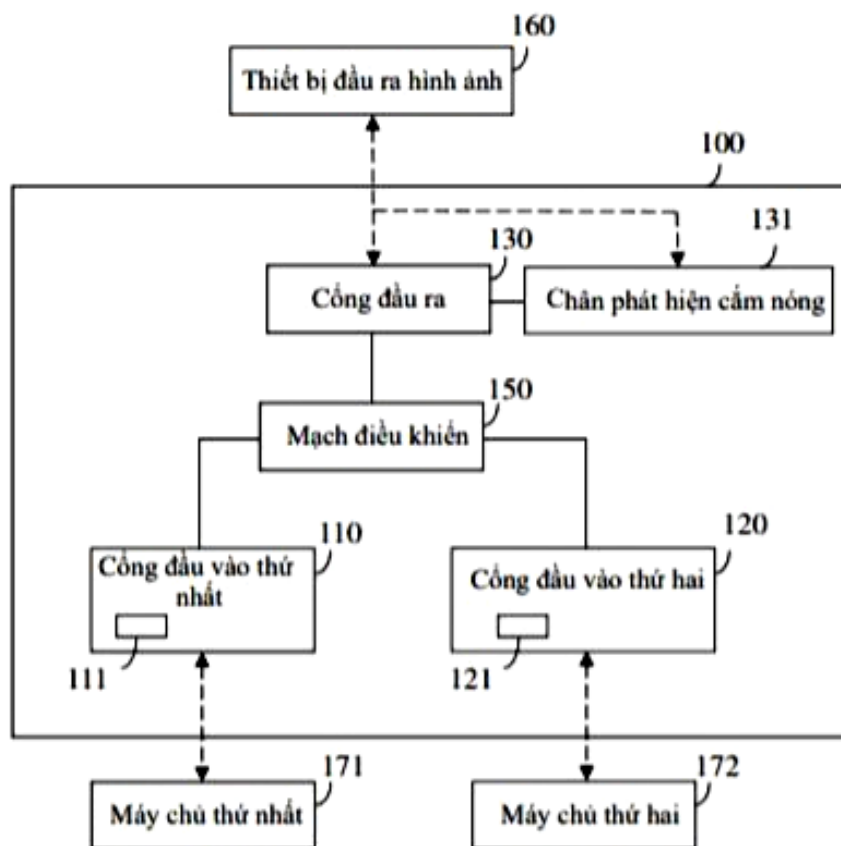 160
Thiết bị đầu ra hình ảnh
100
130
131
Cổng đầu ra
Chân phát hiện cắm nóng
150
Mạch điều khiển
110
120
Cổng đầu vào thứ
nhất
Cổng đầu vào thứ hai
111
121
171
172
Máy chủ thứ nhất
Máy chủ thứ hai